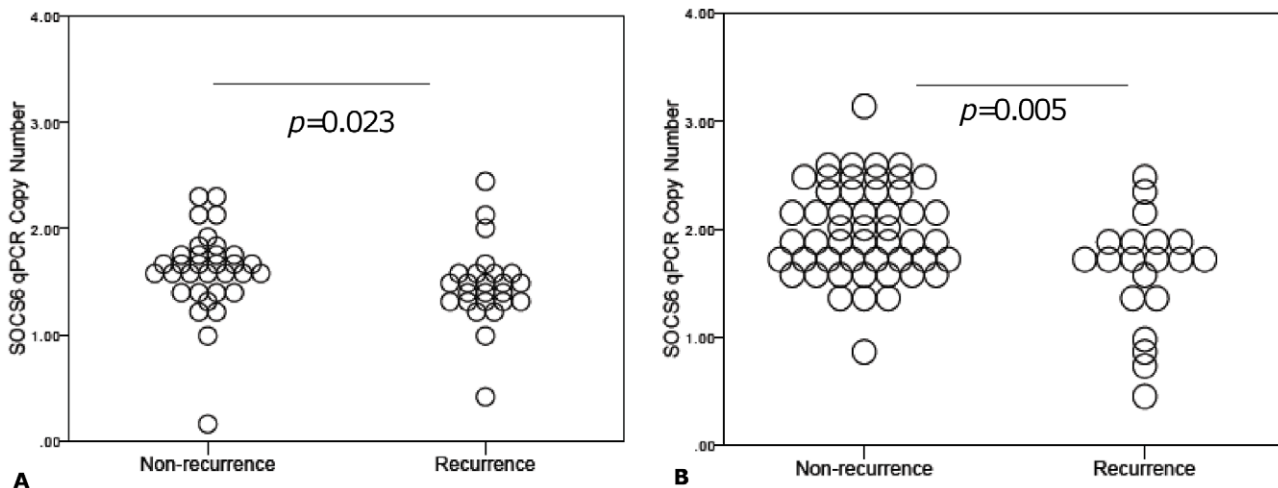 4.00
3.00
2.00
1.00
.00
SOCS6 qPCR Copy Number
p=0.023
Non-recurrence
Recurrence
A
4.00
3.00
2.00
1.00
.00
SOCS6 qPCR Copy Number
p=0.005
Non-recurrence
Recurrence
B